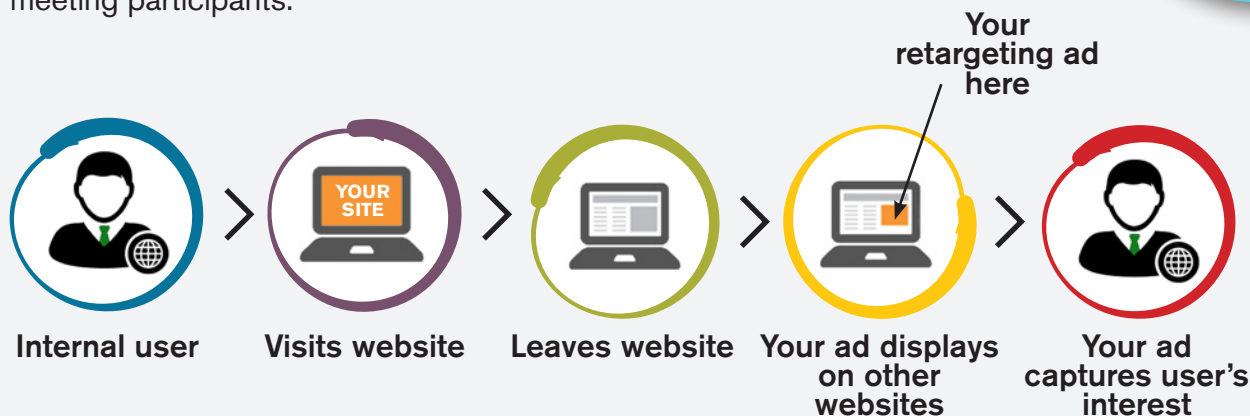 meeting participants.
Your
retargeting ad
here
YOUR
SITE
Internal user
Visits website
Leaves website
Your ad displays
on other
websites
Your ad
captures user's
interest